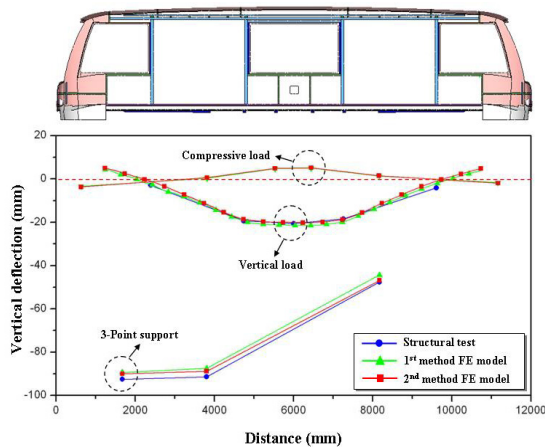 20
0
-20
-40
-60
-80
-100
Vertical deflection (mm)
Compressive load
Vertical load
3-Point support
Structural test
1st method FE model
2nd method FE model
0 2000 4000 6000 8000 10000 12000
Distance (mm)